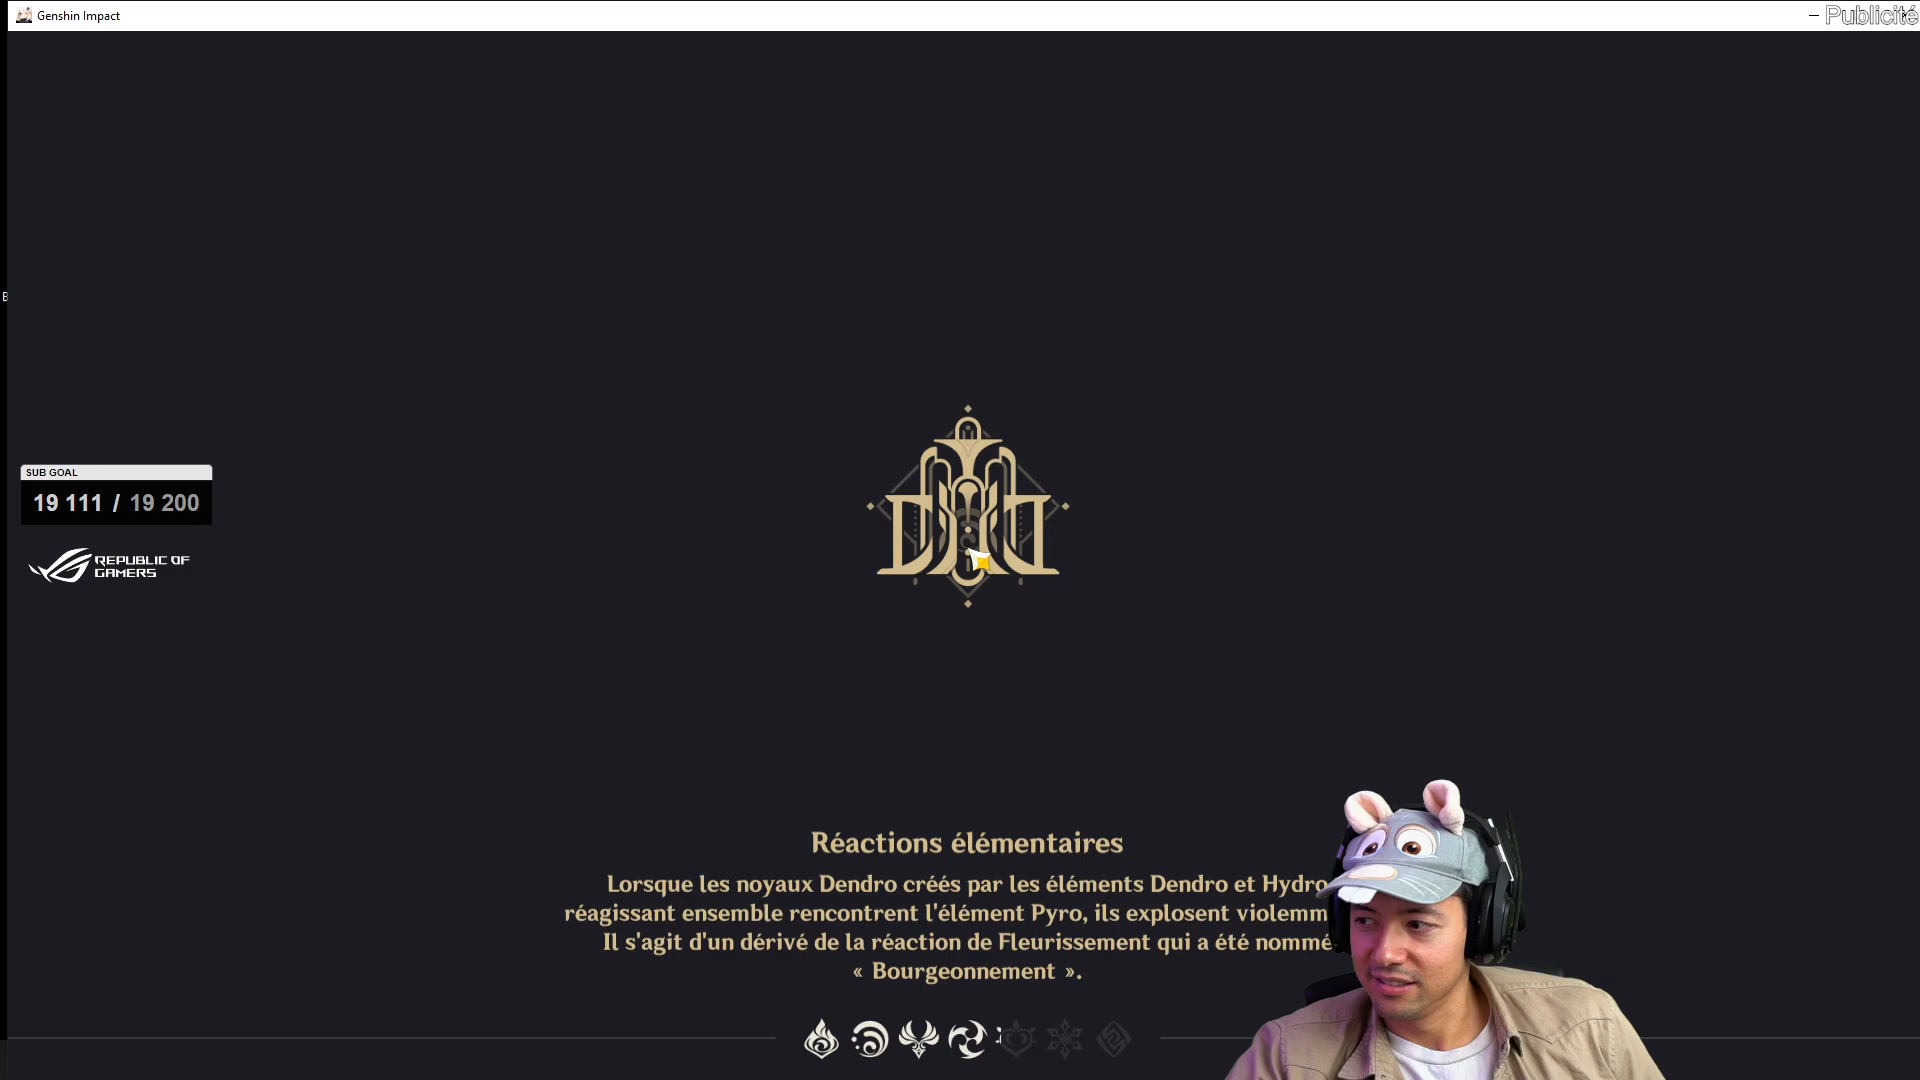 Genshin Impact
Publicité
B
SUB GOAL
19 111 / 19 200
REPUBLIC OF
GAMERS
Réactions élémentaires
Lorsque les noyaux Dendro créés par les éléments Dendro et Hydro
réagissant ensemble rencontrent l'élément Pyro, ils explosent violemm
Il s'agit d'un dérivé de la réaction de Fleurissement qui a été nommé
« Bourgeonnement ».